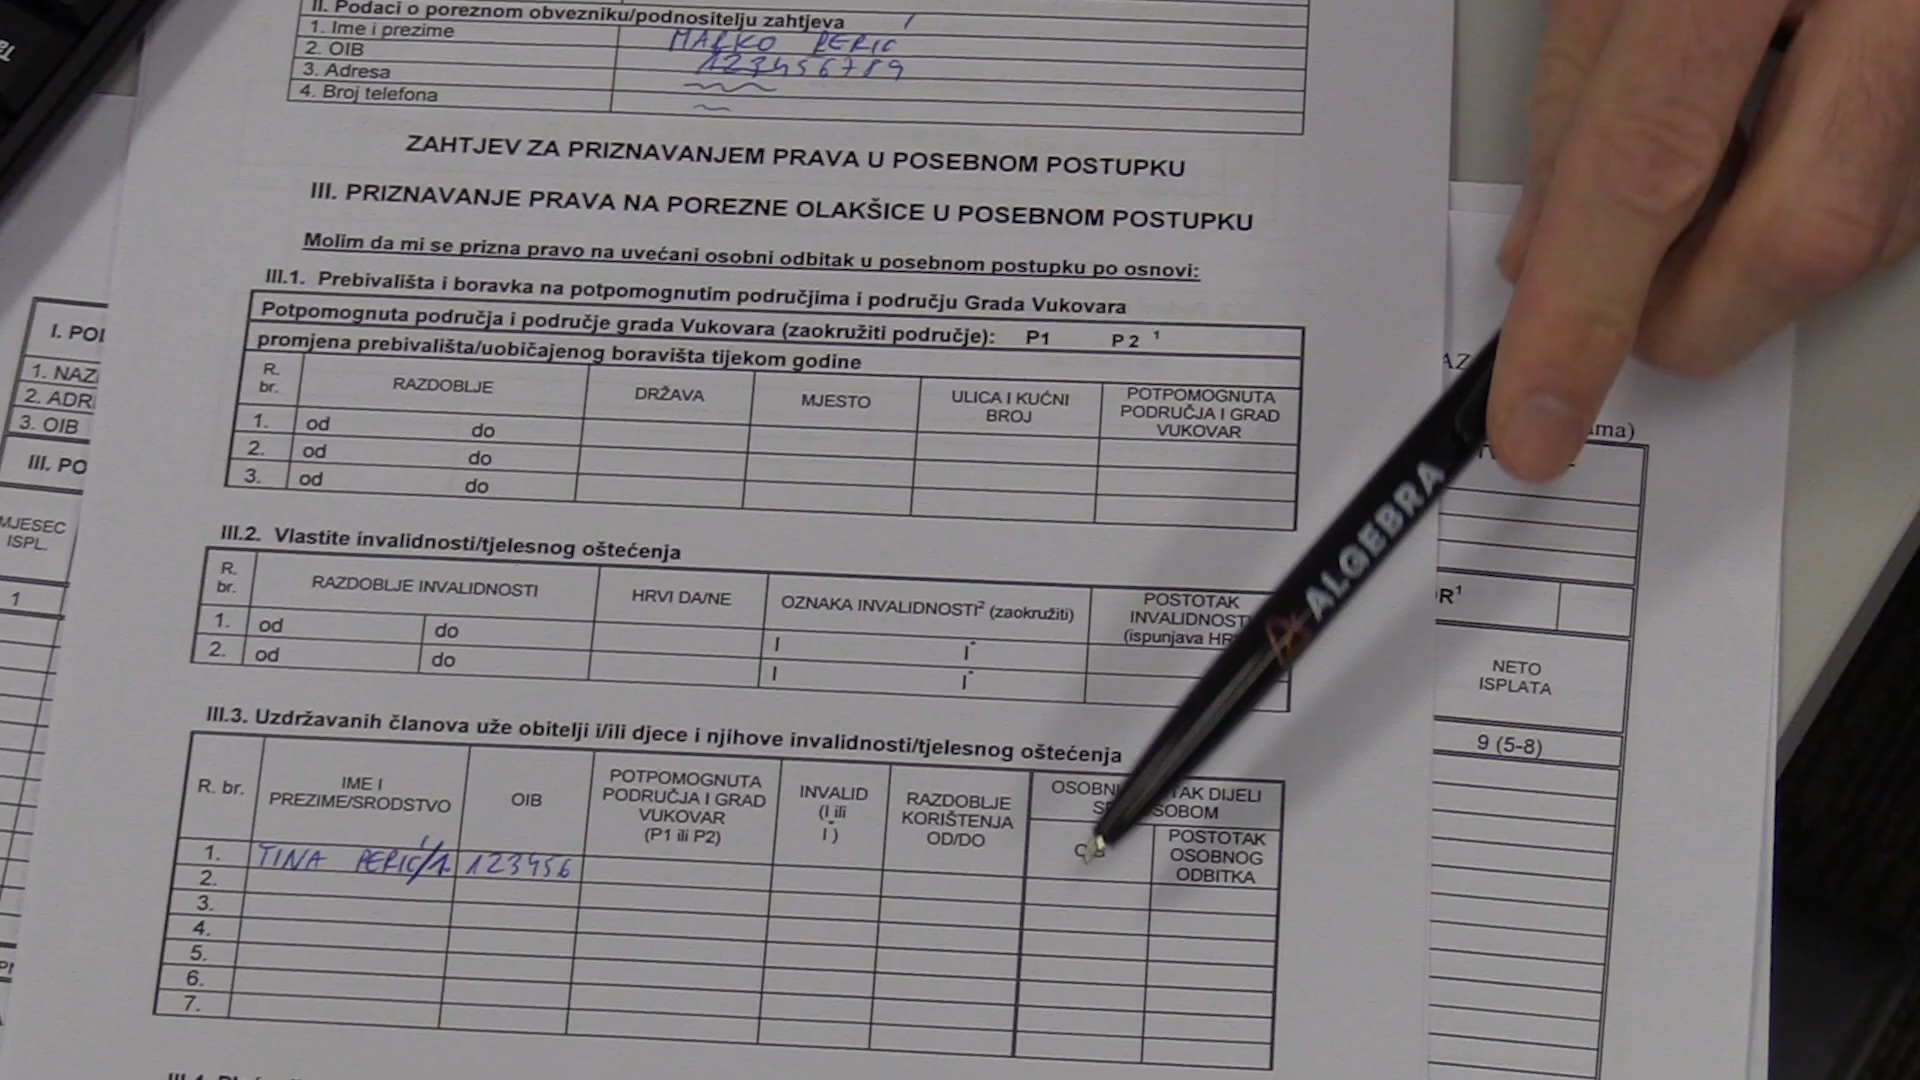 II. Podaci o poreznom obvezniku/podnositelju zahtjeva
1. Ime i prezime MARKO PERIC
2. OIB 123456789
3. Adresa
4. Broj telefona
ZAHTJEV ZA PRIZNAVANJEM PRAVA U POSEBNOM POSTUPKU
III. PRIZNAVANJE PRAVA NA POREZNE OLAKŠICE U POSEBNOM POSTUPKU
Molim da mi se prizna pravo na uvećani osobni odbitak u posebnom postupku po osnovi:
III.1. Prebivališta i boravka na potpomognutim područjima i području Grada Vukovara
Potpomognuta područja i područje grada Vukovara (zaokružiti područje): P1 P2 ¹
promjena prebivališta/uobičajenog boravišta tijekom godine
R. br. RAZDOBLJE DRŽAVA MJESTO ULICA I KUĆNI BROJ POTPOMOGNUTA PODRUČJA I GRAD VUKOVAR
1. od do
2. od do
3. od do
III.2. Vlastite invalidnosti/tjelesnog oštećenja
R. br. RAZDOBLJE INVALIDNOSTI HRVI DA/NE OZNAKA INVALIDNOSTI² (zaokružiti) POSTOTAK INVALIDNOSTI (ispunjava
1. od do I I*
2. od do I I*
III.3. Uzdržavanih članova uže obitelji i/ili djece i njihove invalidnosti/tjelesnog oštećenja
R. br. IME I PREZIME/SRODSTVO OIB POTPOMOGNUTA PODRUČJA I GRAD VUKOVAR (P1 ili P2) INVALID (I ili I*) RAZDOBLJE KORIŠTENJA OD/DO DIJELI
POSTOTAK OSOBNOG ODBITKA
1. TINA PERIĆ/1. 123456
2.
3.
4.
5.
6.
7.
I.
1. NAZ
2. ADR
3. OIB
III.
MJESEC ISPL.
1
NETO ISPLATA
9 (5-8)
ALGEBRA